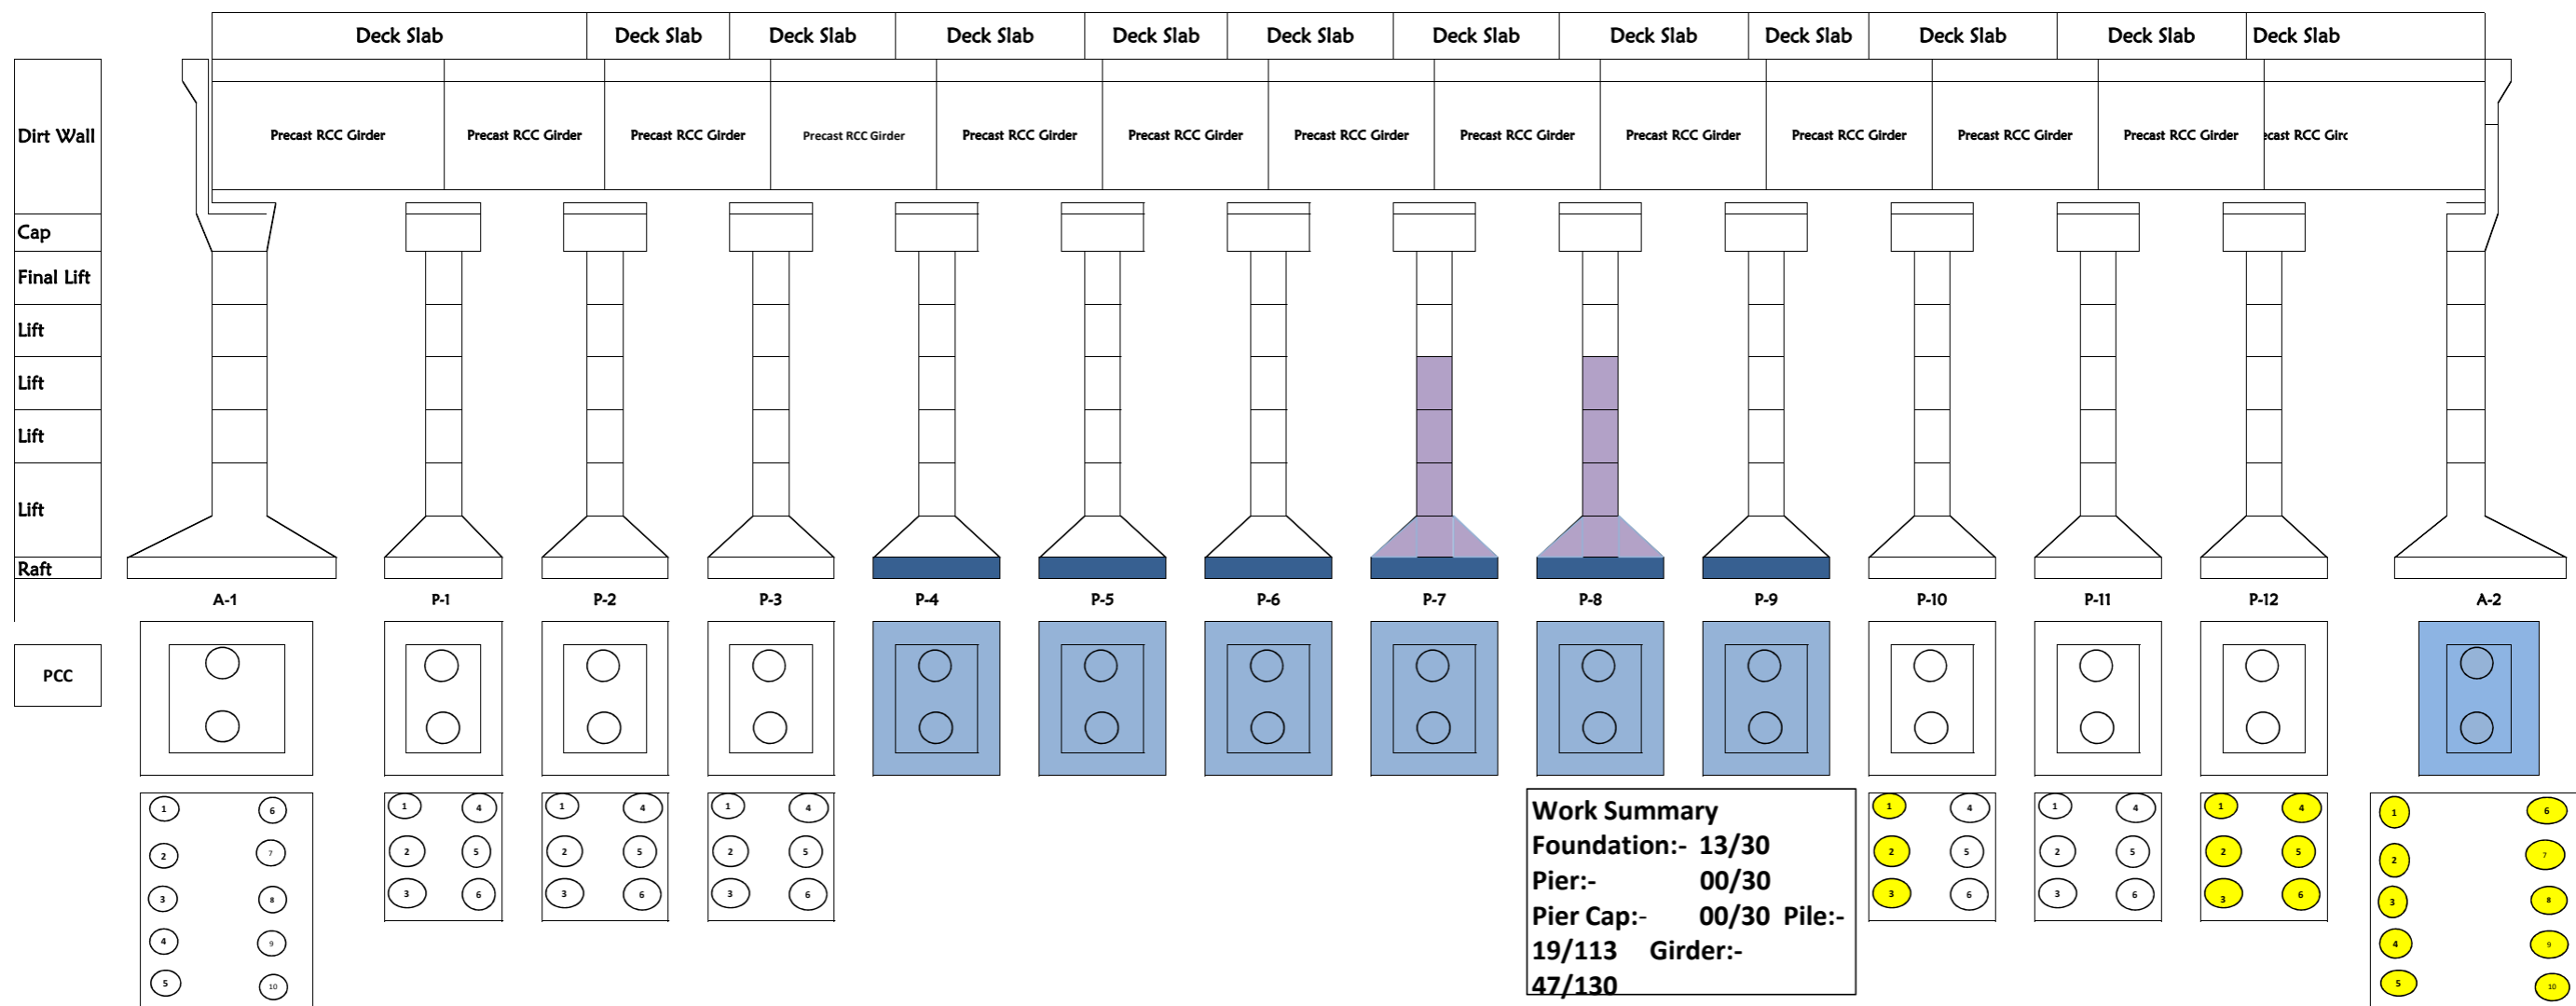 Deck Slab Deck Slab Deck Slab Deck Slab Deck Slab Deck Slab Deck Slab Deck Slab Deck Slab Deck Slab Deck Slab Deck Slab
Dirt Wall Precast RCC Girder Precast RCC Girder Precast RCC Girder Precast RCC Girder Precast RCC Girder Precast RCC Girder Precast RCC Girder Precast RCC Girder Precast RCC Girder Precast RCC Girder Precast RCC Girder Precast RCC Girder ecast RCC Girc
Cap
Final Lift
Lift
Lift
Lift
Lift
Raft
A-1 P-1 P-2 P-3 P-4 P-5 P-6 P-7 P-8 P-9 P-10 P-11 P-12 A-2
PCC
1 6 1 4 1 4 1 4 1 4 1 4 1 4 1 6
2 7 2 5 2 5 2 5 2 5 2 5 2 5 2 7
3 8 3 6 3 6 3 6 3 6 3 6 3 6 3 8
4 9 4 9
5 10 5 10
Work Summary
Foundation:- 13/30
Pier:- 00/30
Pier Cap:- 00/30 Pile:-
19/113 Girder:-
47/130